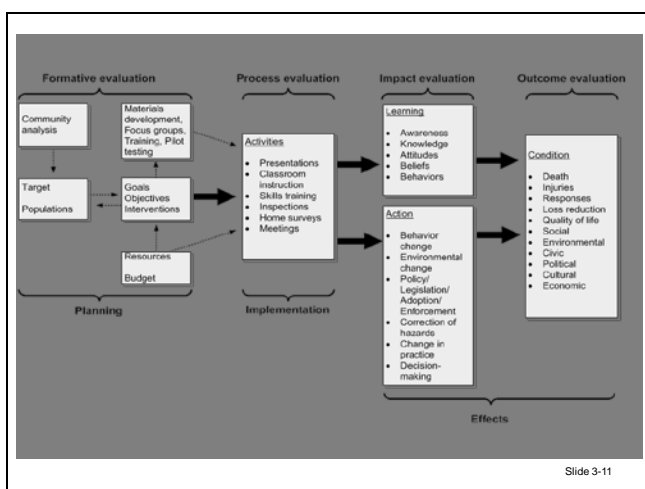 Formative evaluation
Process evaluation
Impact evaluation
Outcome evaluation
Community
analysis
Materials
development,
Focus groups,
Training, Pilot
testing
Target
Populations
Goals
Objectives
Interventions
Resources
Budget
Planning
Activities
• Presentations
• Classroom
instruction
• Skills training
• Inspections
• Home surveys
• Meetings
Implementation
Learning
• Awareness
• Knowledge
• Attitudes
• Beliefs
• Behaviors
Action
• Behavior
change
• Environmental
change
• Policy/
Legislation/
Adoption/
Enforcement
• Correction of
hazards
• Change in
practice
• Decision-
making
Condition
• Death
• Injuries
• Responses
• Loss reduction
• Quality of life
• Social
• Environmental
• Civic
• Political
• Cultural
• Economic
Effects
Slide 3-11